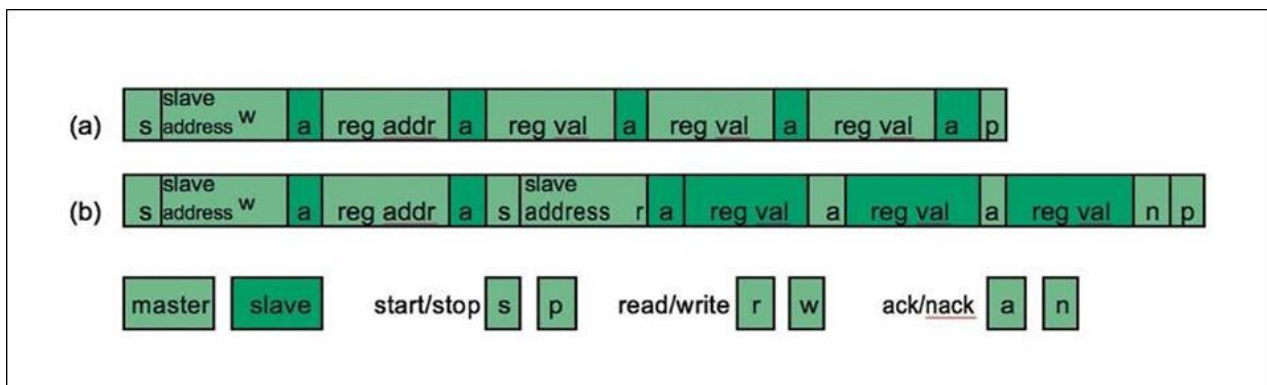 (a) s slave address w a reg addr a reg val a reg val a reg val a p
(b) s slave address w a reg addr a s slave address r a reg val a reg val a reg val n p
master slave start/stop s p read/write r w ack/nack a n